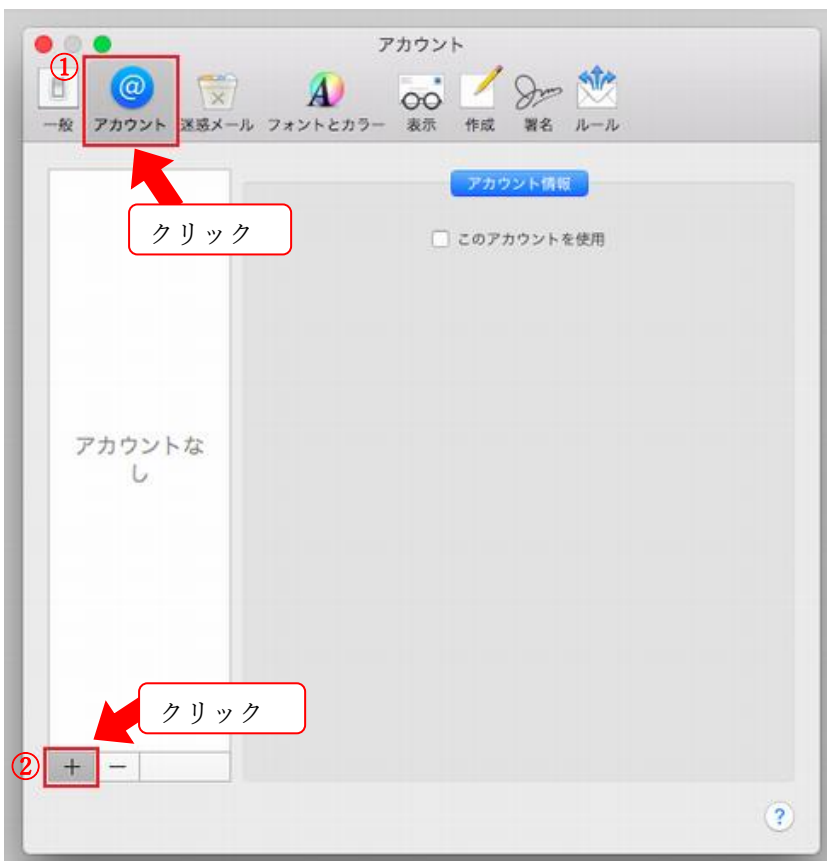 アカウント
①
@
一般 アカウント 迷惑メール フォントとカラー 表示 作成 署名 ルール
アカウント情報
クリック
このアカウントを使用
アカウントな
し
クリック
②
+ −
?